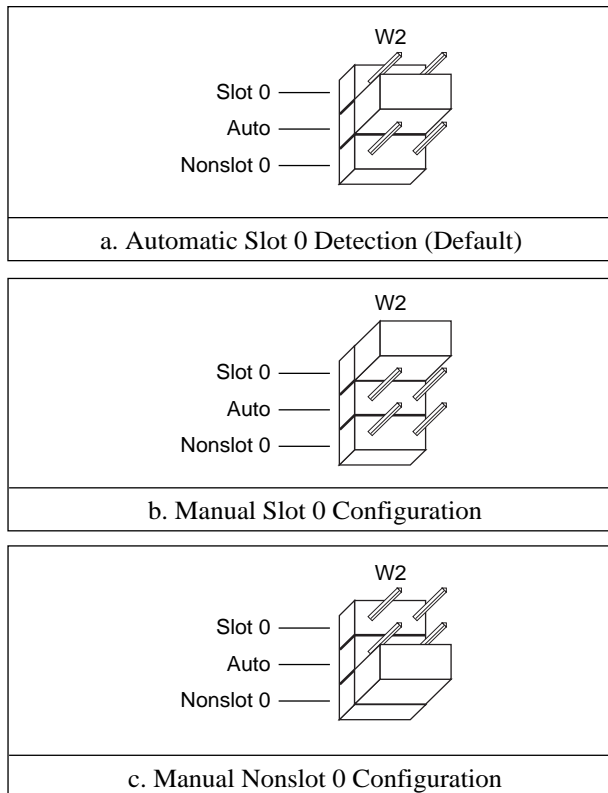 W2
Slot 0
Auto
Nonslot 0
a. Automatic Slot 0 Detection (Default)
W2
Slot 0
Auto
Nonslot 0
b. Manual Slot 0 Configuration
W2
Slot 0
Auto
Nonslot 0
c. Manual Nonslot 0 Configuration